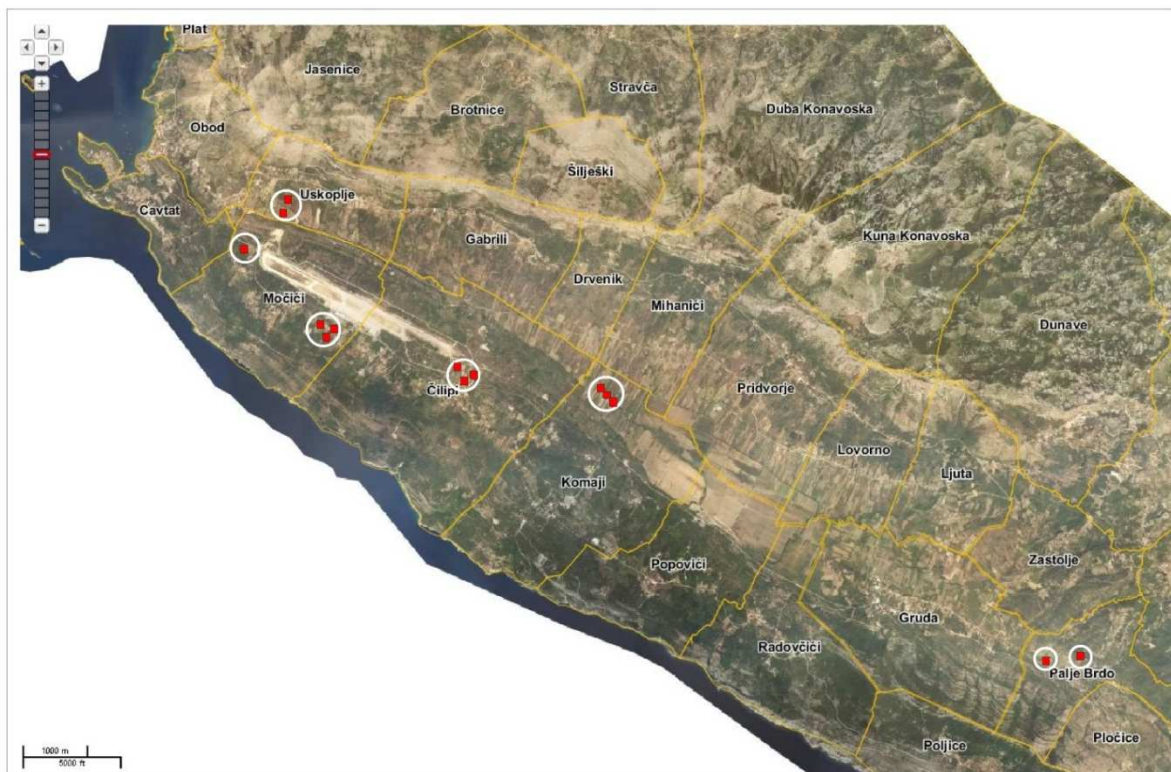 Plat
Jasenice
Stravča
Brotnice
Duba Konavoska
Obod
Šilješki
Uskoplje
Cavtat
Kuna Konavoska
Gabrili
Drvenik
Močići
Mihanići
Dunave
Čilipi
Pridvorje
Lovorno
Ljuta
Komaji
Popovići
Zastolje
Gruda
Radovčići
Palje Brdo
Pločice
Poljice
1000 m
5000 ft